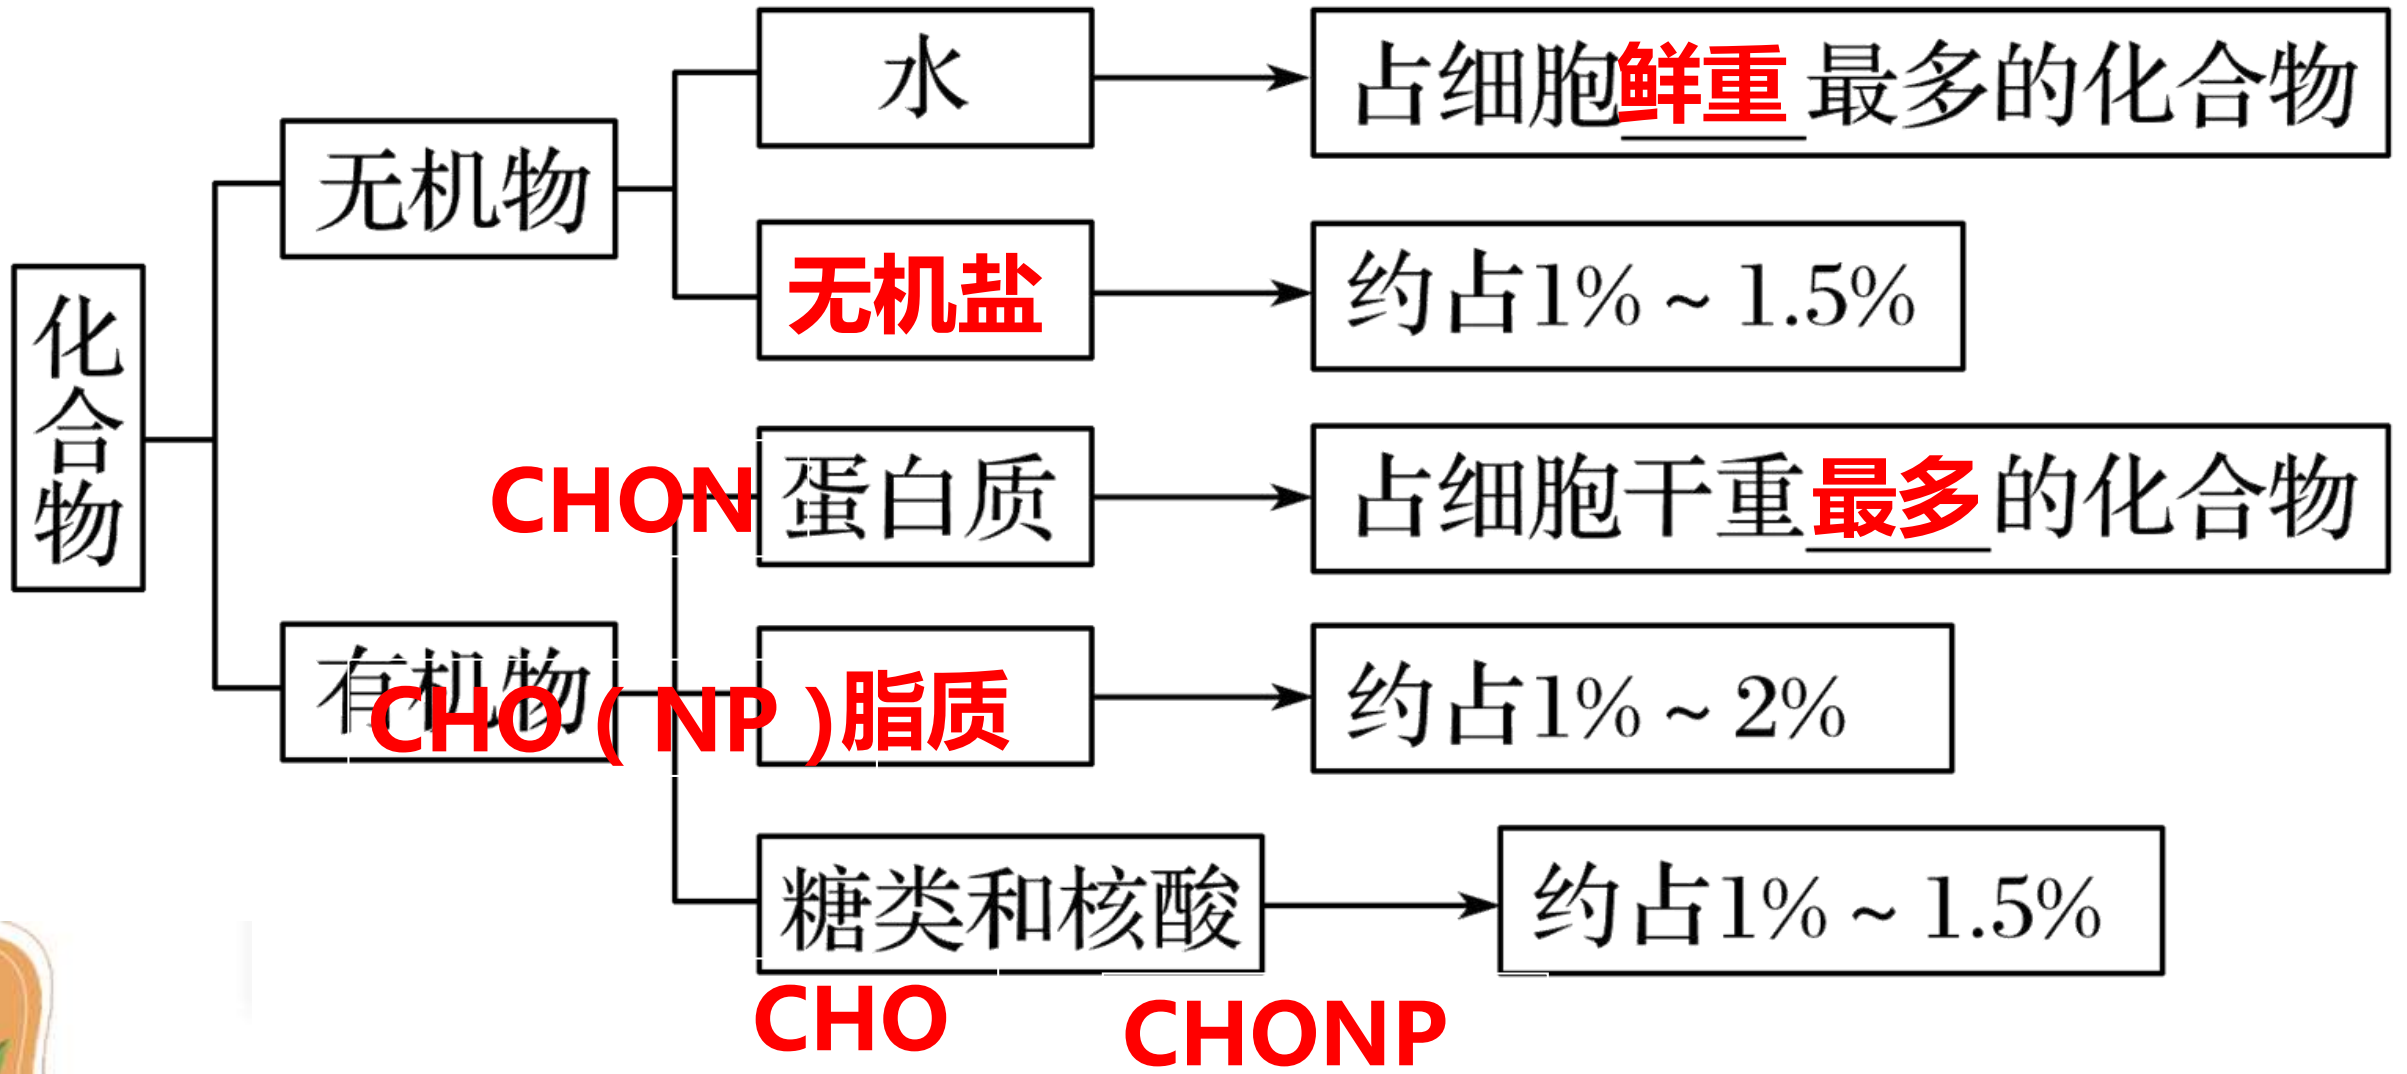 化合物
无机物
水
占细胞鲜重最多的化合物
无机盐
约占1%~1.5%
有机物
CHON
蛋白质
占细胞干重最多的化合物
CHO(NP)脂质
约占1%~2%
糖类和核酸
约占1%~1.5%
CHO
CHONP